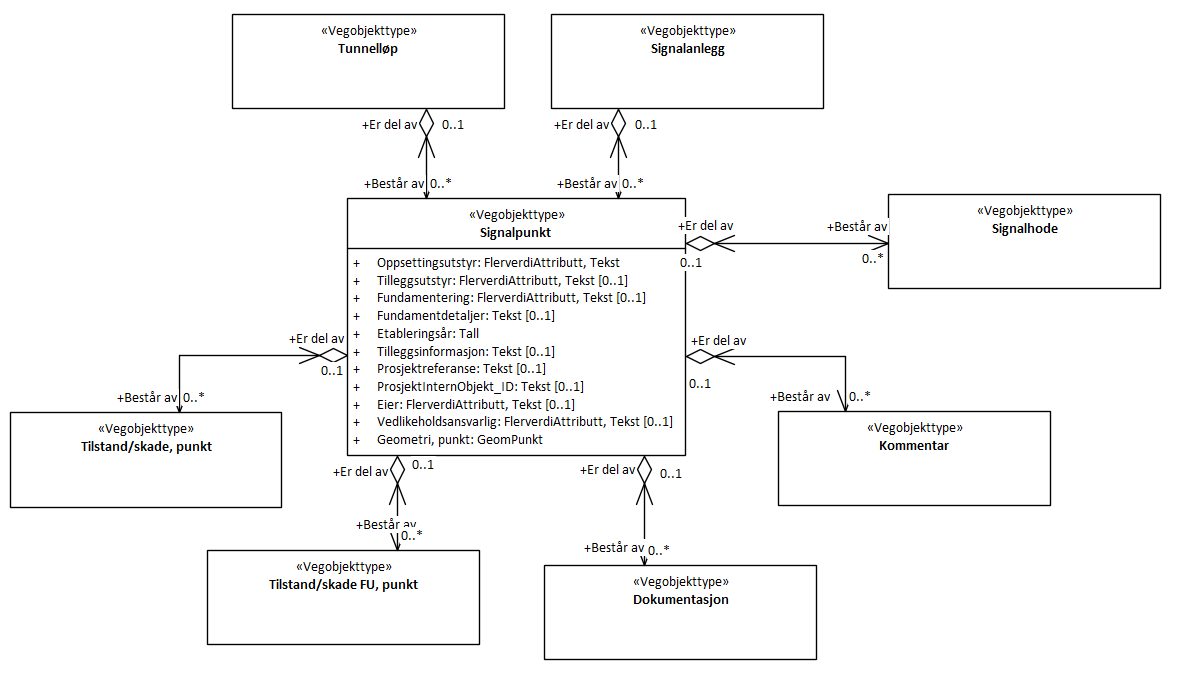 «Vegobjekttype»
Tunnelløp
«Vegobjekttype»
Signalanlegg
+Er del av
0..1
+Er del av
0..1
+Består av
0..*
+Består av
0..*
«Vegobjekttype»
Signalpunkt
+ Oppsettingsutstyr: FlerverdiAttributt, Tekst
+ Tilleggsutstyr: FlerverdiAttributt, Tekst [0..1]
+ Fundamentering: FlerverdiAttributt, Tekst [0..1]
+ Fundamentdetaljer: Tekst [0..1]
+ Etableringsår: Tall
+ Tilleggsinformasjon: Tekst [0..1]
+ Prosjektreferanse: Tekst [0..1]
+ ProsjektInternObjekt_ID: Tekst [0..1]
+ Eier: FlerverdiAttributt, Tekst [0..1]
+ Vedlikeholdsansvarlig: FlerverdiAttributt, Tekst [0..1]
+ Geometri, punkt: GeomPunkt
+Er del av
0..1
+Består av
0..*
«Vegobjekttype»
Signalhode
+Er del av
0..1
+Består av
0..*
«Vegobjekttype»
Tilstand/skade, punkt
+Er del av
0..1
+Består av
0..*
«Vegobjekttype»
Kommentar
+Er del av
0..1
+Består av
0..*
«Vegobjekttype»
Tilstand/skade FU, punkt
+Er del av
0..1
+Består av
0..*
«Vegobjekttype»
Dokumentasjon